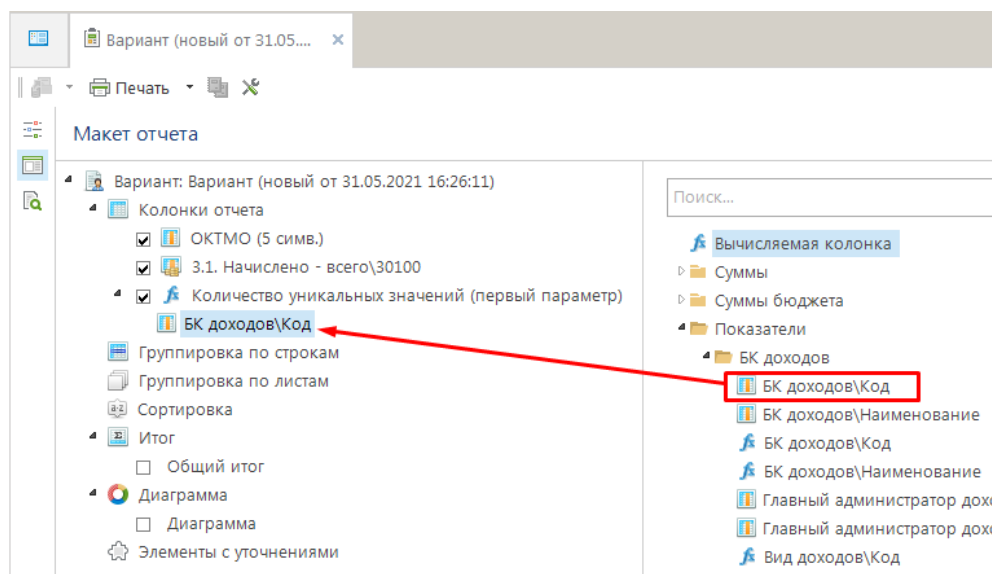 Вариант (новый от 31.05....
Печать
Макет отчета
Вариант: Вариант (новый от 31.05.2021 16:26:11)
Колонки отчета
ОКТМО (5 симв.)
3.1. Начислено - всего\30100
Количество уникальных значений (первый параметр)
БК доходов\Код
Группировка по строкам
Группировка по листам
Сортировка
Итог
Общий итог
Диаграмма
Диаграмма
Элементы с уточнениями
Поиск...
Вычисляемая колонка
Суммы
Суммы бюджета
Показатели
БК доходов
БК доходов\Код
БК доходов\Наименование
БК доходов\Код
БК доходов\Наименование
Главный администратор дохо
Главный администратор дохо
Вид доходов\Код